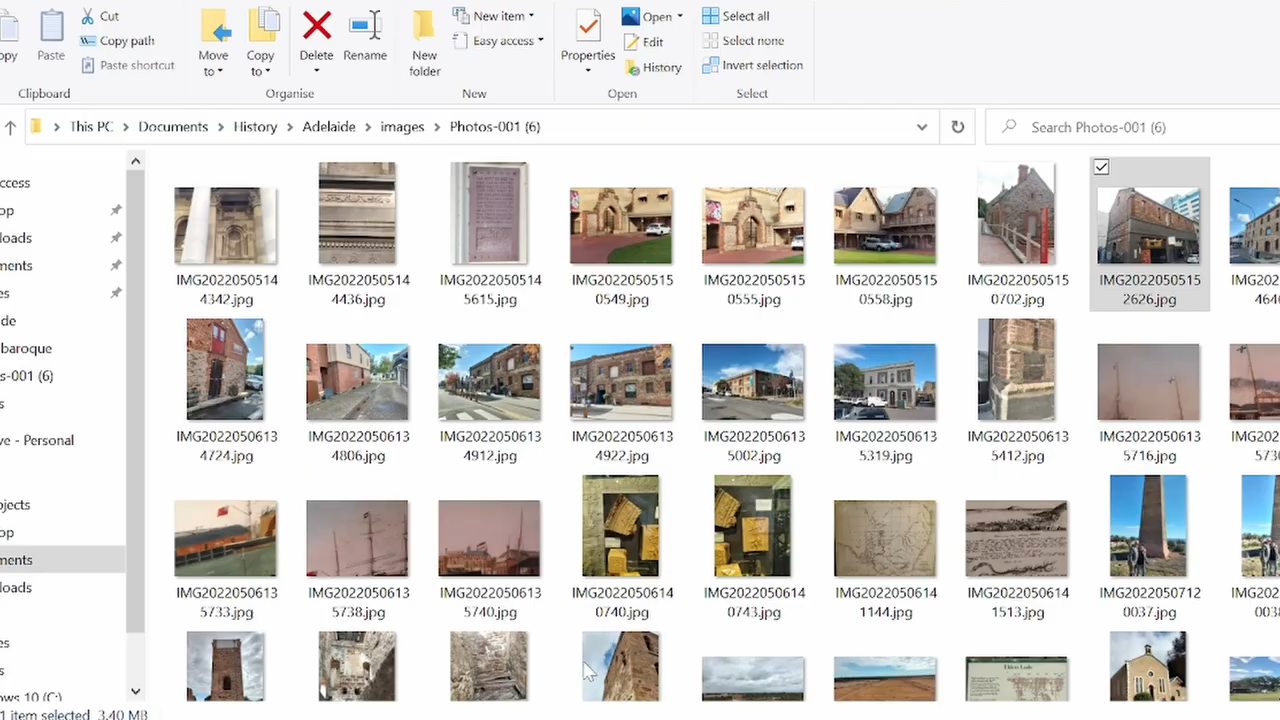 opy
Paste
Cut
Copy path
Paste shortcut
Clipboard
Move to
Copy to
Delete
Rename
Organise
New folder
New item
Easy access
New
Properties
Open
Edit
History
Open
Select all
Select none
Invert selection
Select
This PC > Documents > History > Adelaide > images > Photos-001 (6)
Search Photos-001 (6)
ccess
op
loads
ments
es
de
baroque
s-001 (6)
s
ve - Personal
ojects
op
ments
loads
es
s
ows 10 (C:)
IMG2022050514
4342.jpg
IMG2022050514
4436.jpg
IMG2022050514
5615.jpg
IMG2022050515
0549.jpg
IMG2022050515
0555.jpg
IMG2022050515
0558.jpg
IMG2022050515
0702.jpg
IMG2022050515
2626.jpg
IMG202
464
IMG2022050613
4724.jpg
IMG2022050613
4806.jpg
IMG2022050613
4912.jpg
IMG2022050613
4922.jpg
IMG2022050613
5002.jpg
IMG2022050613
5319.jpg
IMG2022050613
5412.jpg
IMG2022050613
5716.jpg
IMG202
573
IMG2022050613
5733.jpg
IMG2022050613
5738.jpg
IMG2022050613
5740.jpg
IMG2022050614
0740.jpg
IMG2022050614
0743.jpg
IMG2022050614
1144.jpg
IMG2022050614
1513.jpg
IMG2022050712
0037.jpg
IMG202
003
1 item selected 3.40 MB